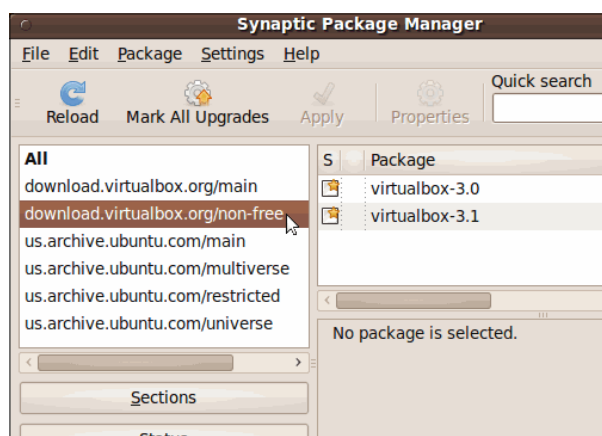 Synaptic Package Manager
File Edit Package Settings Help
Reload Mark All Upgrades Apply Properties Quick search
All
download.virtualbox.org/main
download.virtualbox.org/non-free
us.archive.ubuntu.com/main
us.archive.ubuntu.com/multiverse
us.archive.ubuntu.com/restricted
us.archive.ubuntu.com/universe
Sections
Status
S Package
virtualbox-3.0
virtualbox-3.1
No package is selected.